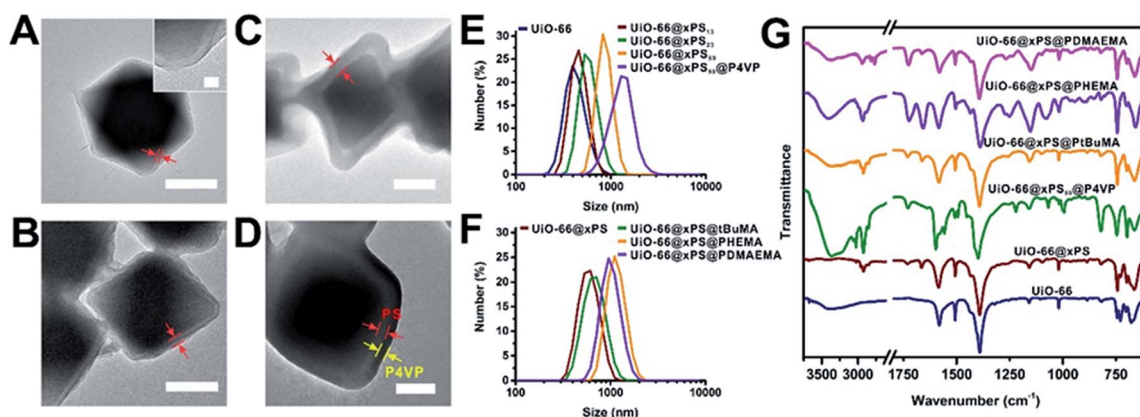 A
C
B
D
PS
P4VP
E
UiO-66
UiO-66@xPS₁₃
UiO-66@xPS₂₃
UiO-66@xPS₉₉@P4VP
Number (%)
30
25
20
15
10
5
0
100
1000
10000
Size (nm)
F
UiO-66@xPS
UiO-66@xPS@tBuMA
UiO-66@xPS@PHEMA
UiO-66@xPS@PDMAEMA
Number (%)
30
25
20
15
10
5
0
100
1000
10000
Size (nm)
G
UiO-66@xPS@PDMAEMA
UiO-66@xPS@PHEMA
UiO-66@xPS@PtBuMA
UiO-66@xPS₉₉@P4VP
UiO-66@xPS
UiO-66
Transmittance
3500 3000 1750 1500 1250 1000 750
Wavenumber (cm⁻¹)